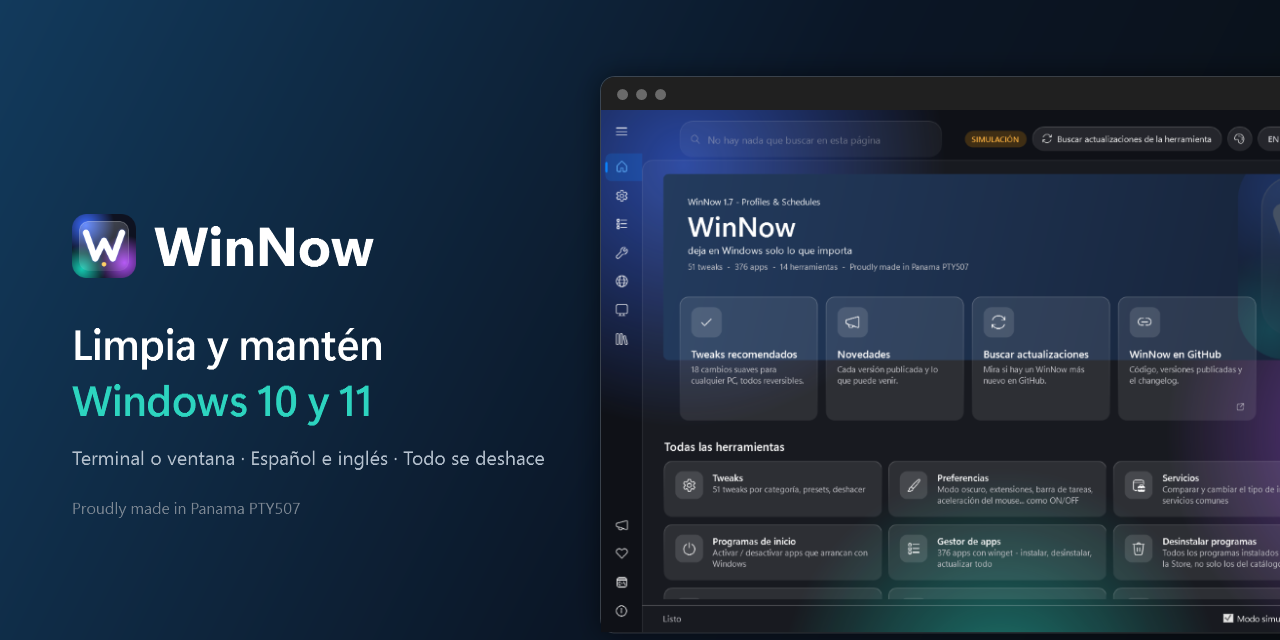 WinNow
Limpia y mantén
Windows 10 y 11
Terminal o ventana · Español e inglés · Todo se deshace
Proudly made in Panama PTY507
No hay nada que buscar en esta página
SIMULACIÓN
Buscar actualizaciones de la herramienta
EN
WinNow 1.7 - Profiles & Schedules
WinNow
deja en Windows solo lo que importa
51 tweaks - 376 apps - 14 herramientas - Proudly made in Panama PTY507
Tweaks recomendados
18 cambios suaves para
cualquier PC, todos reversibles.
Novedades
Cada versión publicada y lo
que puede venir.
Buscar actualizaciones
Mira si hay un WinNow más
nuevo en GitHub.
WinNow en GitHub
Código, versiones publicadas y
el changelog.
Todas las herramientas
Tweaks
51 tweaks por categoría, presets, deshacer
Preferencias
Modo oscuro, extensiones, barra de tareas,
aceleración del mouse... como ON/OFF
Servicios
Comparar y cambiar el tipo de
servicios comunes
Programas de inicio
Activar / desactivar apps que arrancan con
Windows
Gestor de apps
376 apps con winget - instalar, desinstalar,
actualizar todo
Desinstalar programas
Todos los programas instalados
la Store, no solo los del catálogo
Listo
Modo simu